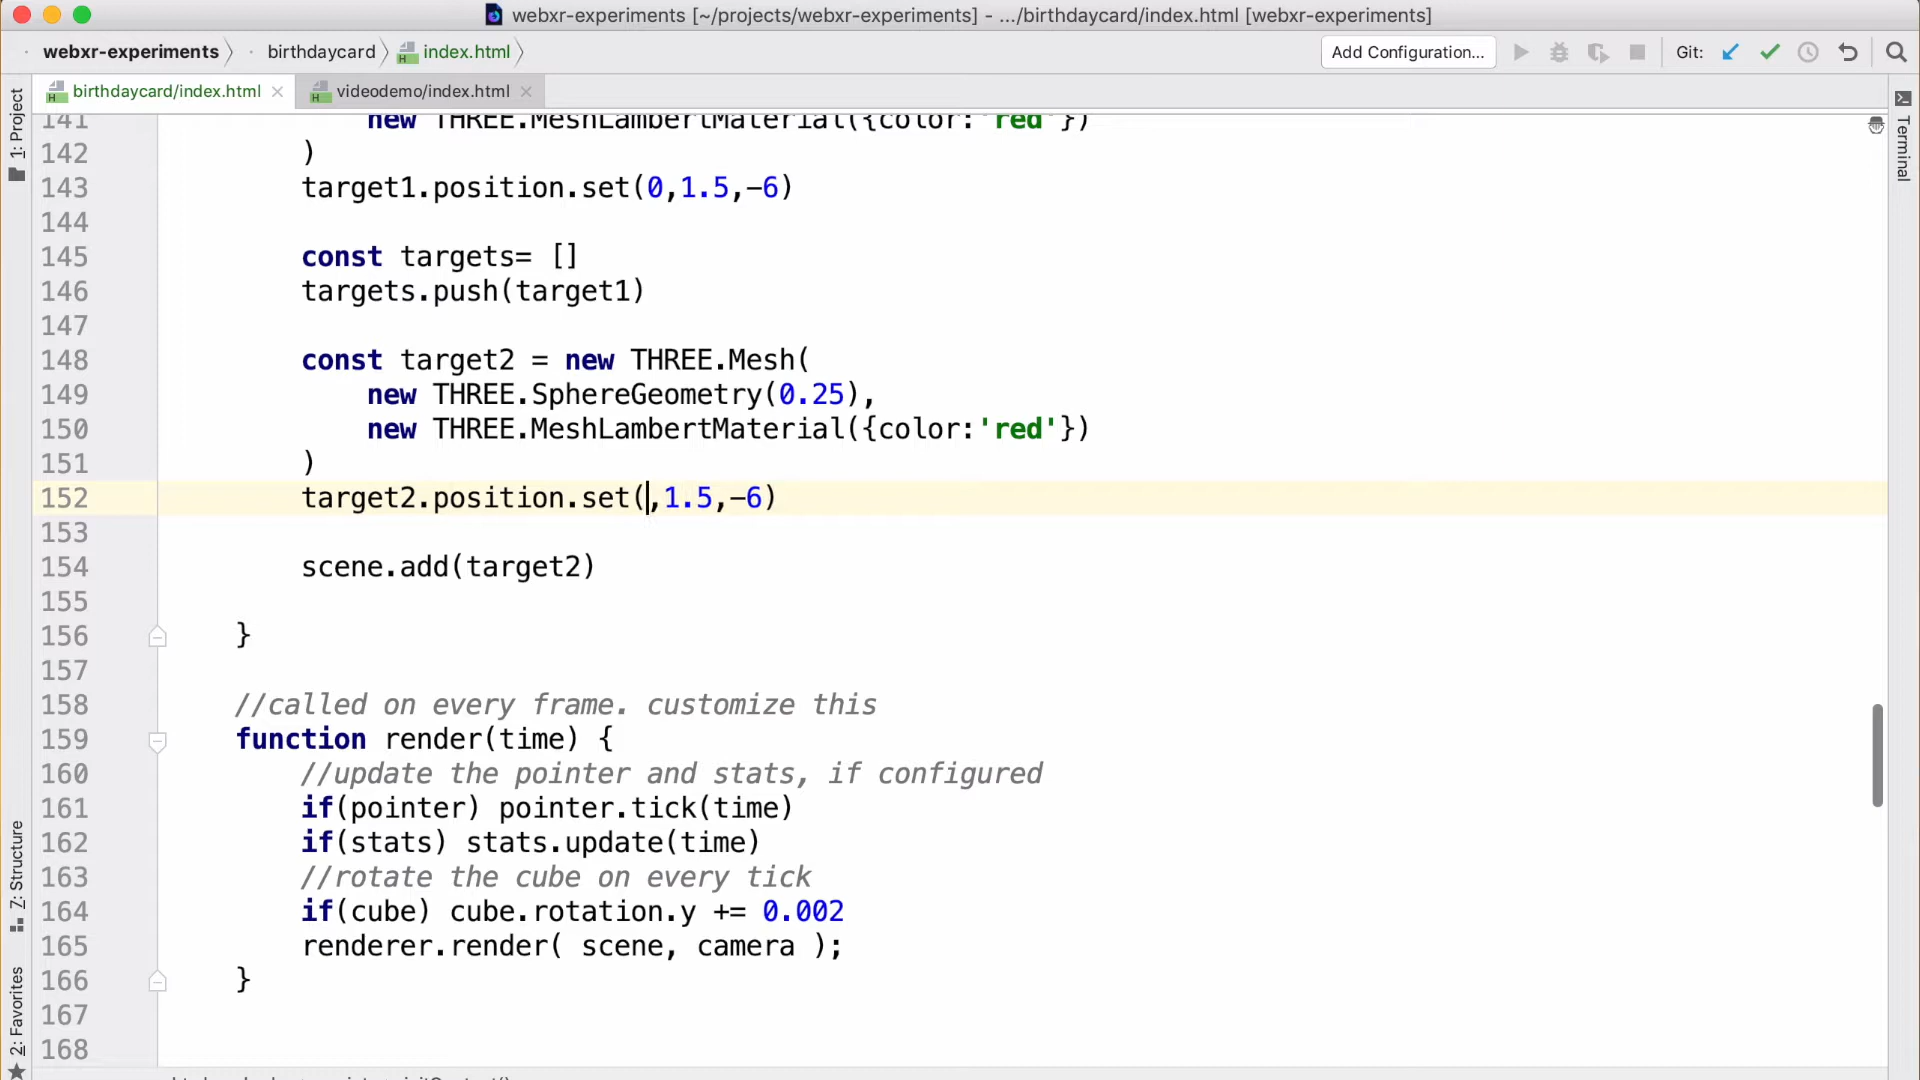 webxr-experiments [~/projects/webxr-experiments] - .../birthdaycard/index.html [webxr-experiments]
webxr-experiments birthdaycard index.html Add Configuration... Git:
birthdaycard/index.html videodemo/index.html
1: Project
Terminal
7: Structure
2: Favorites
141 new THREE.MeshLambertMaterial({color:'red'})
142 )
143 target1.position.set(0,1.5,-6)
144
145 const targets= []
146 targets.push(target1)
147
148 const target2 = new THREE.Mesh(
149 new THREE.SphereGeometry(0.25),
150 new THREE.MeshLambertMaterial({color:'red'})
151 )
152 target2.position.set(,1.5,-6)
153
154 scene.add(target2)
155
156 }
157
158 //called on every frame. customize this
159 function render(time) {
160 //update the pointer and stats, if configured
161 if(pointer) pointer.tick(time)
162 if(stats) stats.update(time)
163 //rotate the cube on every tick
164 if(cube) cube.rotation.y += 0.002
165 renderer.render( scene, camera );
166 }
167
168